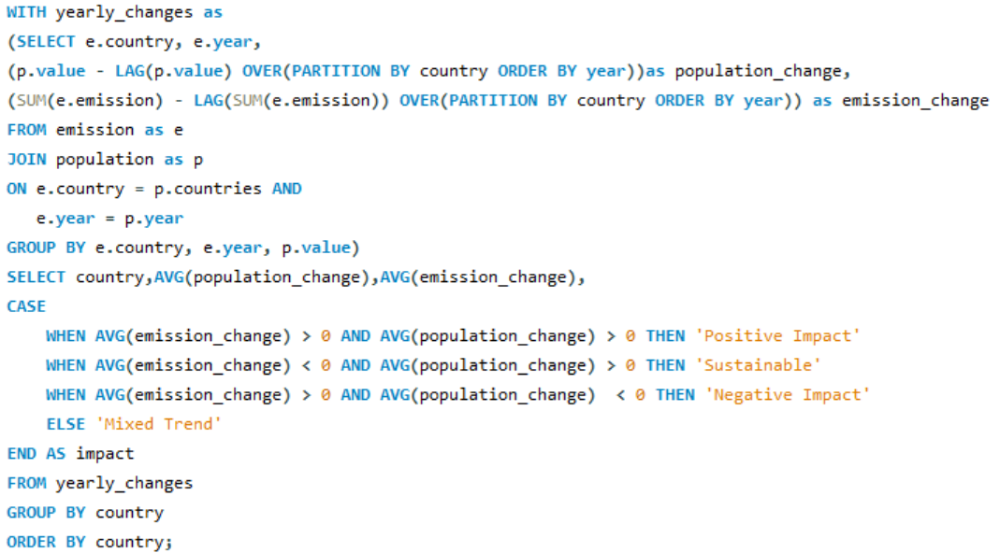 WITH yearly_changes as
(SELECT e.country, e.year,
(p.value - LAG(p.value) OVER(PARTITION BY country ORDER BY year))as population_change,
(SUM(e.emission) - LAG(SUM(e.emission)) OVER(PARTITION BY country ORDER BY year)) as emission_change
FROM emission as e
JOIN population as p
ON e.country = p.countries AND
   e.year = p.year
GROUP BY e.country, e.year, p.value)
SELECT country,AVG(population_change),AVG(emission_change),
CASE
    WHEN AVG(emission_change) > 0 AND AVG(population_change) > 0 THEN 'Positive Impact'
    WHEN AVG(emission_change) < 0 AND AVG(population_change) > 0 THEN 'Sustainable'
    WHEN AVG(emission_change) > 0 AND AVG(population_change)  < 0 THEN 'Negative Impact'
    ELSE 'Mixed Trend'
END AS impact
FROM yearly_changes
GROUP BY country
ORDER BY country;